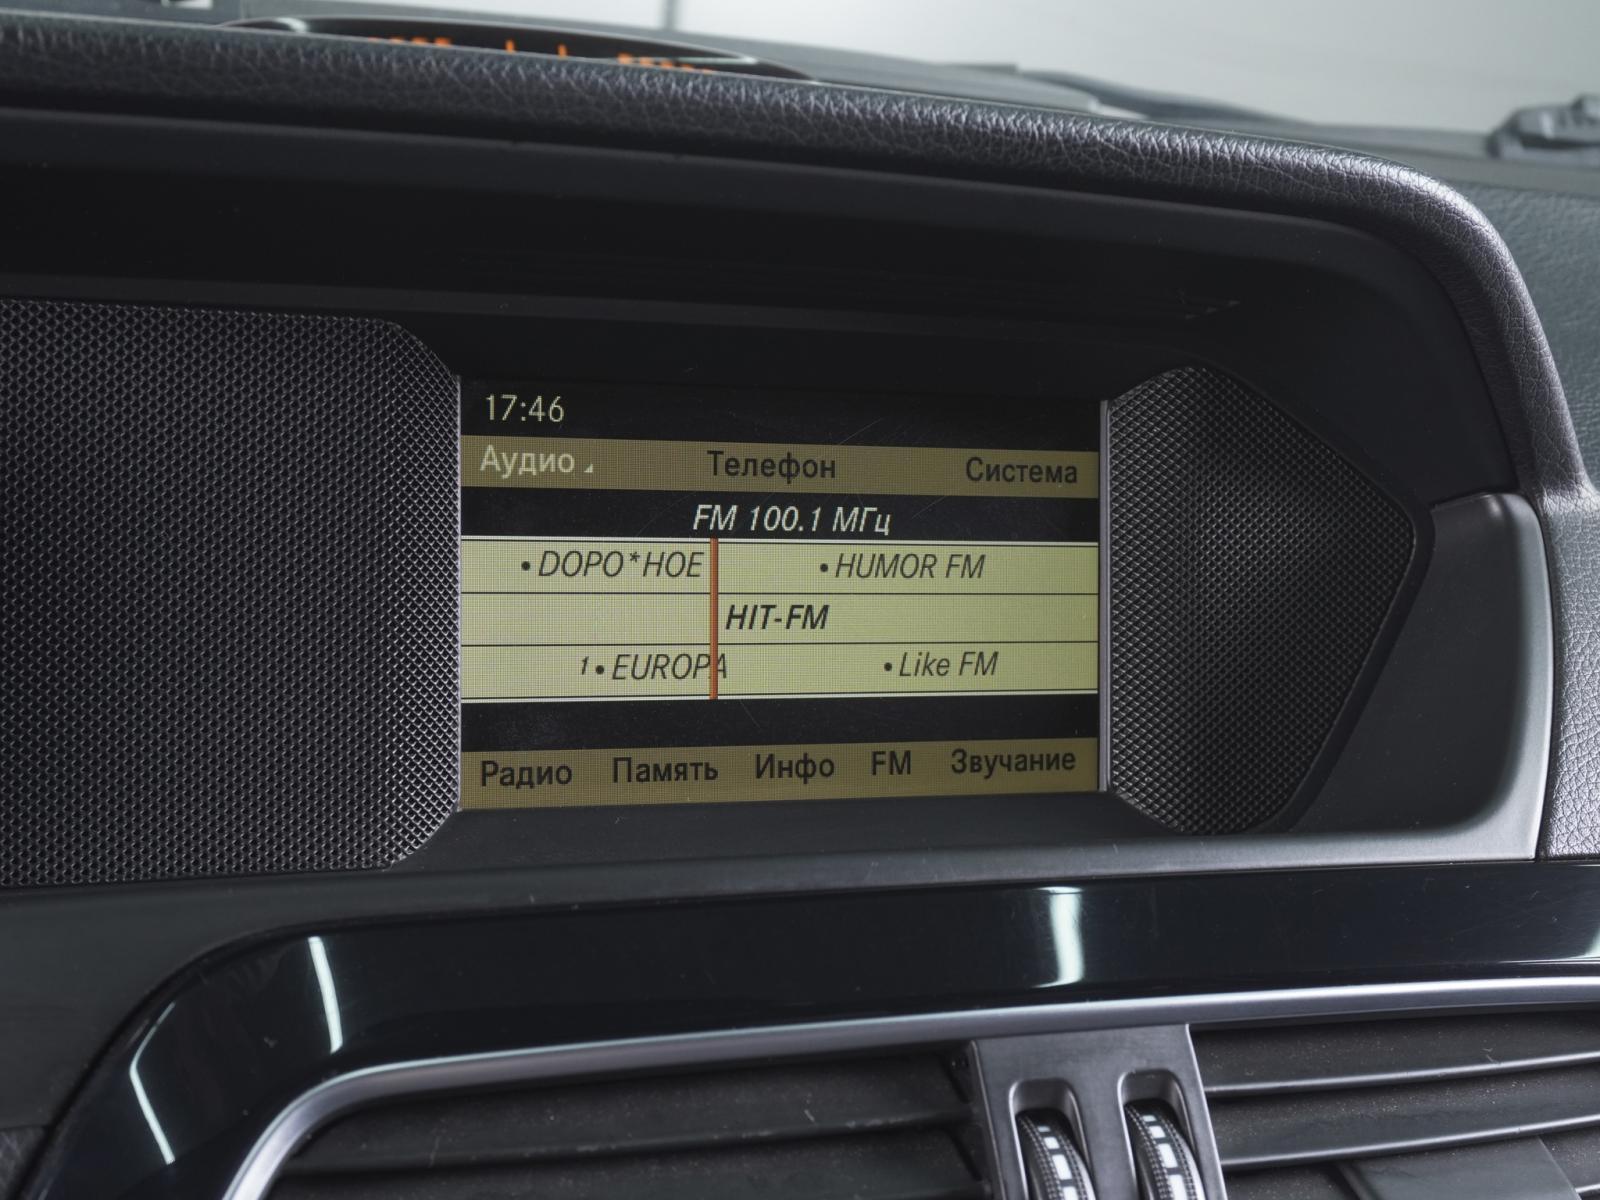 17:46
Аудио Телефон Система
FM 100.1 МГц
•DOPO*HOE •HUMOR FM
HIT-FM
1•EUROPA •Like FM
Радио Память Инфо FM Звучание